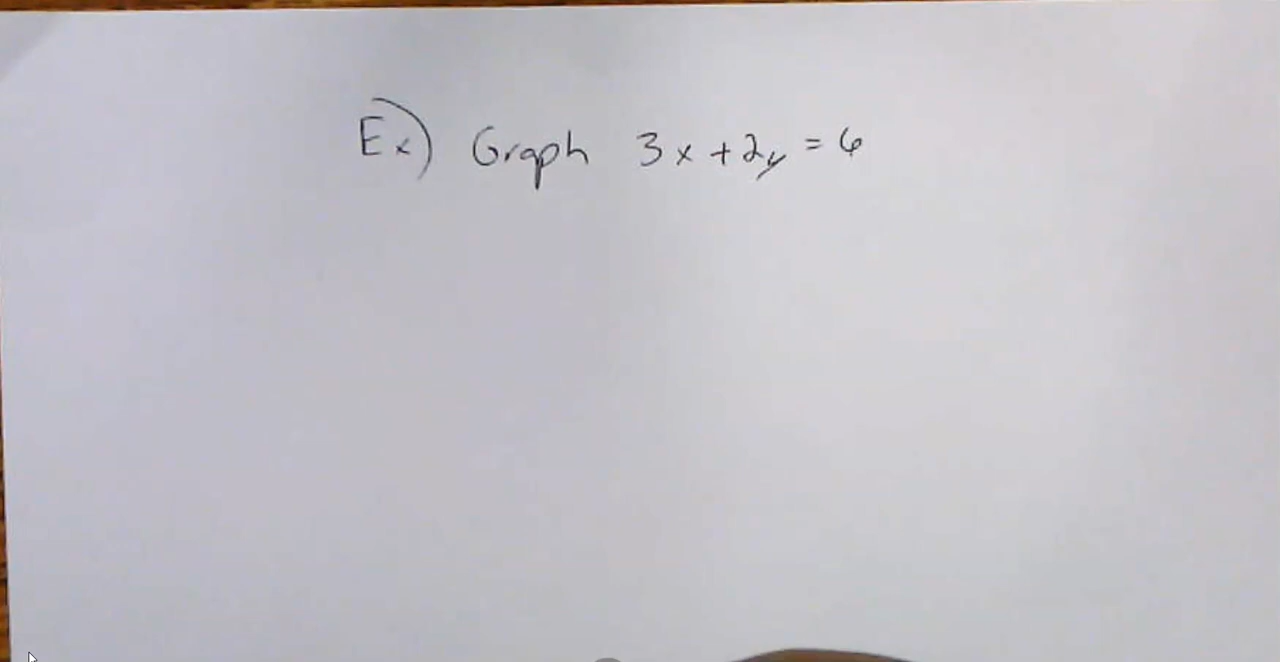 Ex) Graph 3x + 2y = 6